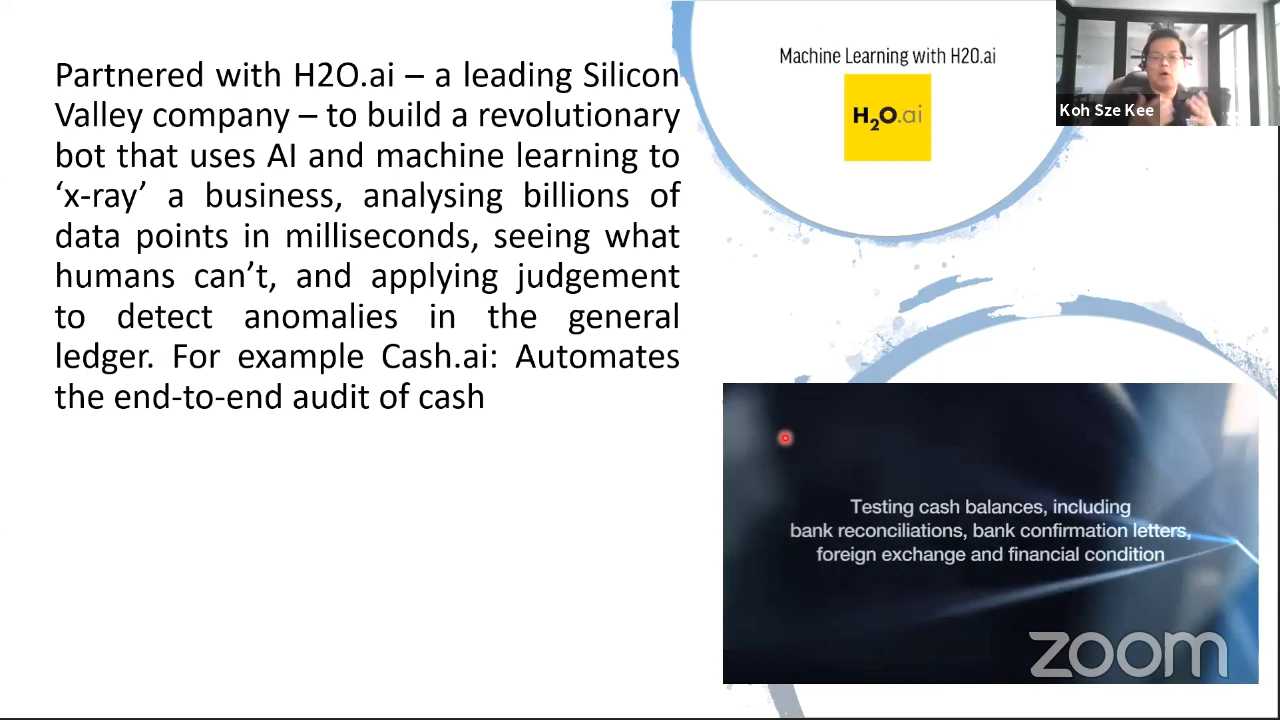 Partnered with H2O.ai – a leading Silicon
Valley company – to build a revolutionary
bot that uses AI and machine learning to
‘x-ray’ a business, analysing billions of
data points in milliseconds, seeing what
humans can’t, and applying judgement
to detect anomalies in the general
ledger. For example Cash.ai: Automates
the end-to-end audit of cash
Machine Learning with H20.ai
H2O.ai
Koh Sze Kee
Testing cash balances, including
bank reconciliations, bank confirmation letters,
foreign exchange and financial condition
zoom